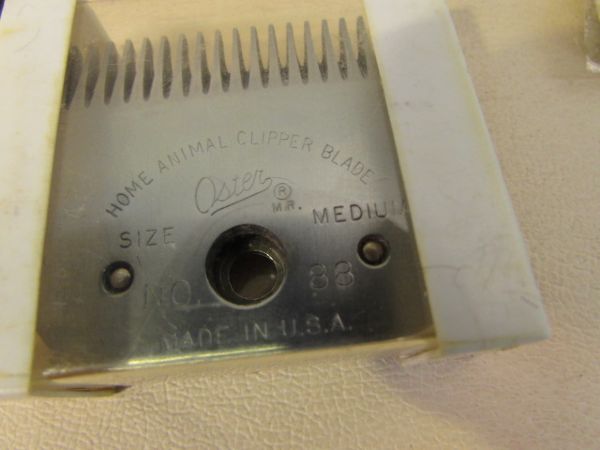 HOME ANIMAL CLIPPER BLADE
Oster ®
M.R.
SIZE MEDIUM
NO. 88
MADE IN U.S.A.